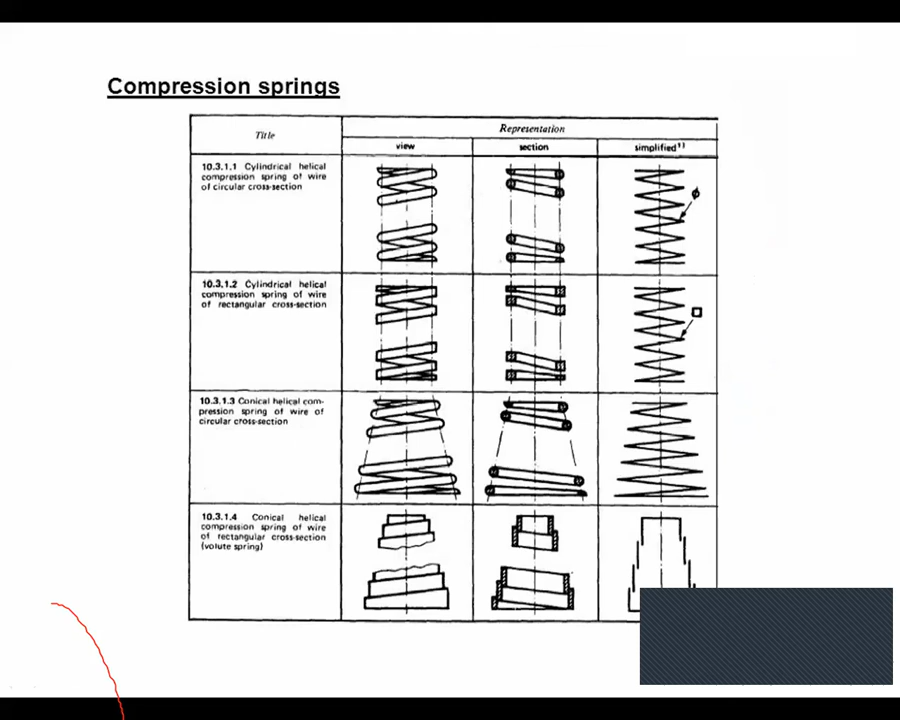 Compression springs
Title
Representation
view
section
simplified¹⁾
10.3.1.1 Cylindrical helical
compression spring of wire
of circular cross-section
10.3.1.2 Cylindrical helical
compression spring of wire
of rectangular cross-section
10.3.1.3 Conical helical com-
pression spring of wire of
circular cross-section
10.3.1.4 Conical helical
compression spring of wire
of rectangular cross-section
(volute spring)